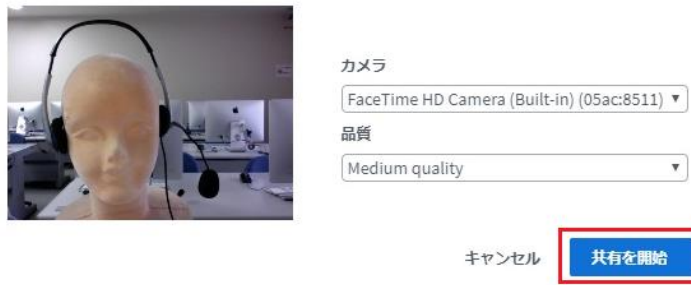 カメラ
FaceTime HD Camera (Built-in) (05ac:8511)
品質
Medium quality
キャンセル
共有を開始